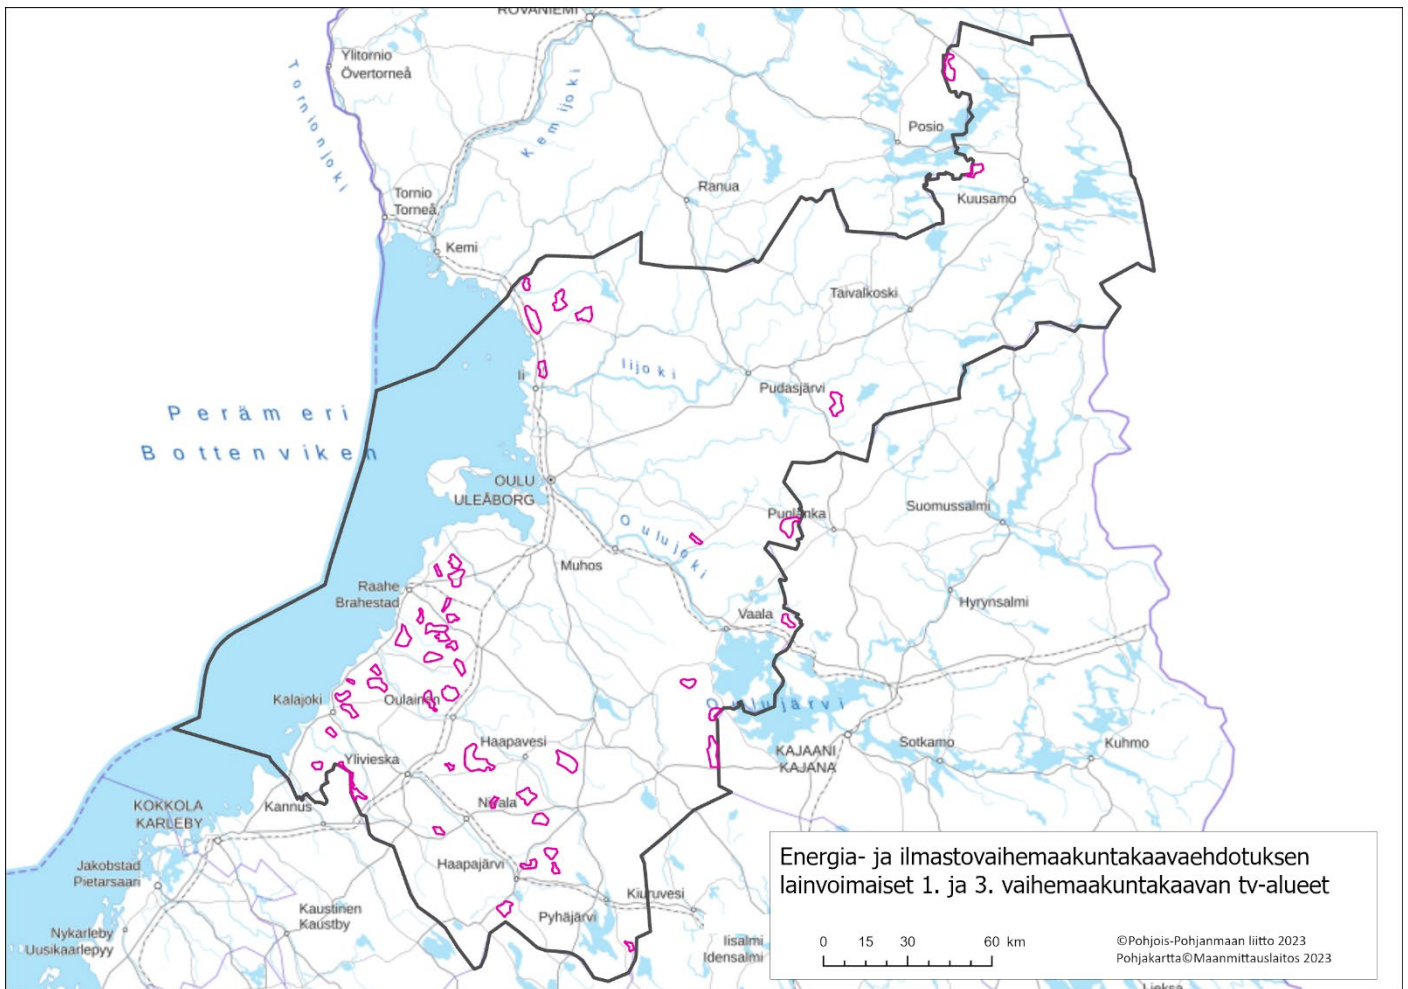 ROVANIEMI
Ylitornio
Övertorneå
Tornionjoki
Kemijoki
Posio
Ranua
Kuusamo
Tornio
Torneå
Kemi
Taivalkoski
Ii
Iijoki
Pudasjärvi
Perämeri
Bottenviken
OULU
ULEÅBORG
Puolanka
Suomussalmi
Oulujoki
Muhos
Raahe
Brahestad
Hyrynsalmi
Vaala
Kalajoki
Oulainen
Oulujärvi
Haapavesi
KAJAANI
KAJANA
Sotkamo
Kuhmo
Ylivieska
Nivala
KOKKOLA
KARLEBY
Kannus
Haapajärvi
Jakobstad
Pietarsaari
Kiuruvesi
Kaustinen
Kaustby
Pyhäjärvi
Nykarleby
Uusikaarlepyy
Iisalmi
Idensalmi
Energia- ja ilmastovaihemaakuntakaavaehdotuksen
lainvoimaiset 1. ja 3. vaihemaakuntakaavan tv-alueet
0 15 30 60 km
©Pohjois-Pohjanmaan liitto 2023
Pohjakartta©Maanmittauslaitos 2023
Lieksa